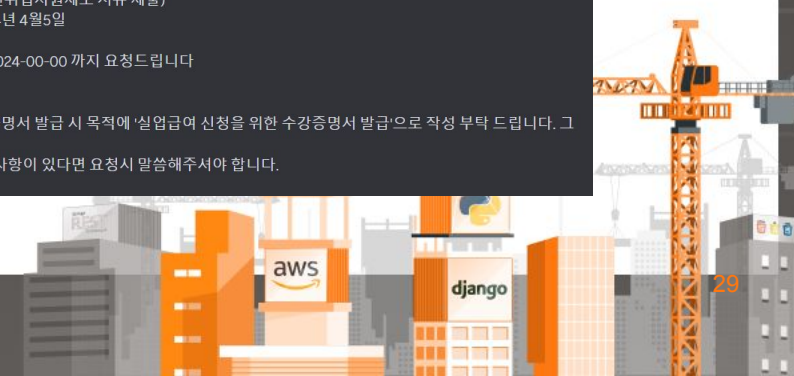 년 4월5일
024-00-00 까지 요청드립니다
명서 발급 시 목적에 '실업급여 신청을 위한 수강증명서 발급'으로 작성 부탁 드립니다. 그
사항이 있다면 요청시 말씀해주셔야 합니다.
aws
django
29